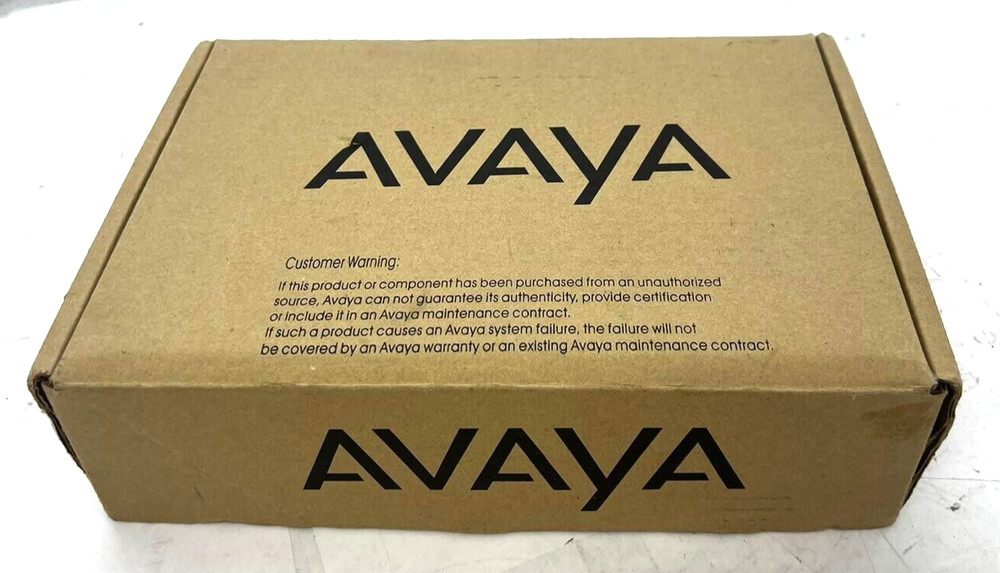 AVAYA
Customer Warning:
If this product or component has been purchased from an unauthorized
source, Avaya can not guarantee its authenticity, provide certification
or include it in an Avaya maintenance contract.
If such a product causes an Avaya system failure, the failure will not
be covered by an Avaya warranty or an existing Avaya maintenance contract.
AVAYA